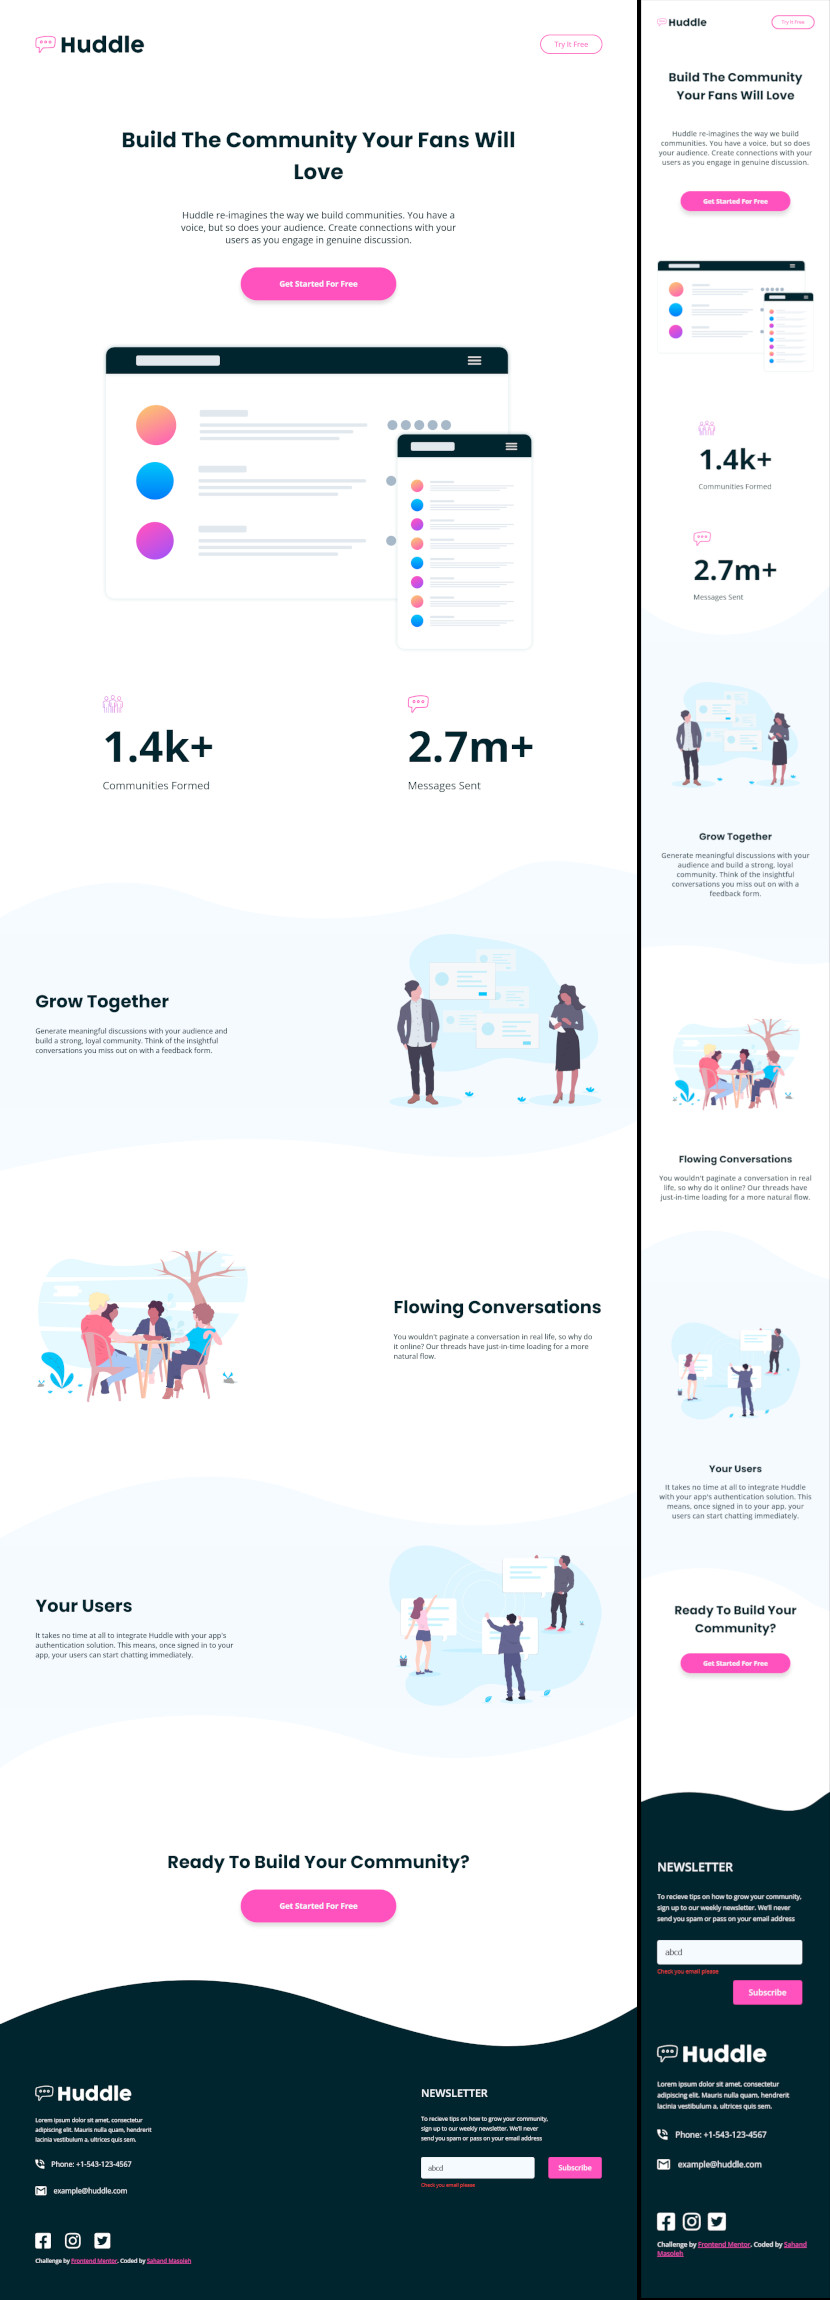 Huddle
Try It Free
Build The Community Your Fans Will
Love
Huddle re-imagines the way we build communities. You have a
voice, but so does your audience. Create connections with your
users as you engage in genuine discussion.
Get Started For Free
1.4k+
Communities Formed
2.7m+
Messages Sent
Grow Together
Generate meaningful discussions with your audience and
build a strong, loyal community. Think of the insightful
conversations you miss out on with a feedback form.
Flowing Conversations
You wouldn't paginate a conversation in real life, so why do
it online? Our threads have just-in-time loading for a more
natural flow.
Your Users
It takes no time at all to integrate Huddle with your app's
authentication solution. This means, once signed in to your
app, your users can start chatting immediately.
Ready To Build Your Community?
Get Started For Free
Huddle
Lorem ipsum dolor sit amet, consectetur
adipiscing elit. Mauris nulla quam, hendrerit
lacinia vestibulum a, ultrices quis sem.
Phone: +1-543-123-4567
example@huddle.com
Challenge by Frontend Mentor. Coded by Sahand Masoleh
NEWSLETTER
To recieve tips on how to grow your community,
sign up to our weekly newsletter. We'll never
send you spam or pass on your email address
abcd
Subscribe
Check you email please
Huddle
Try It Free
Build The Community
Your Fans Will Love
Huddle re-imagines the way we build
communities. You have a voice, but so does
your audience. Create connections with your
users as you engage in genuine discussion.
Get Started For Free
1.4k+
Communities Formed
2.7m+
Messages Sent
Grow Together
Generate meaningful discussions with your
audience and build a strong, loyal
community. Think of the insightful
conversations you miss out on with a
feedback form.
Flowing Conversations
You wouldn't paginate a conversation in real
life, so why do it online? Our threads have
just-in-time loading for a more natural flow.
Your Users
It takes no time at all to integrate Huddle
with your app's authentication solution. This
means, once signed in to your app, your
users can start chatting immediately.
Ready To Build Your
Community?
Get Started For Free
NEWSLETTER
To recieve tips on how to grow your community,
sign up to our weekly newsletter. We'll never
send you spam or pass on your email address
abcd
Check you email please
Subscribe
Huddle
Lorem ipsum dolor sit amet, consectetur
adipiscing elit. Mauris nulla quam, hendrerit
lacinia vestibulum a, ultrices quis sem.
Phone: +1-543-123-4567
example@huddle.com
Challenge by Frontend Mentor. Coded by Sahand
Masoleh